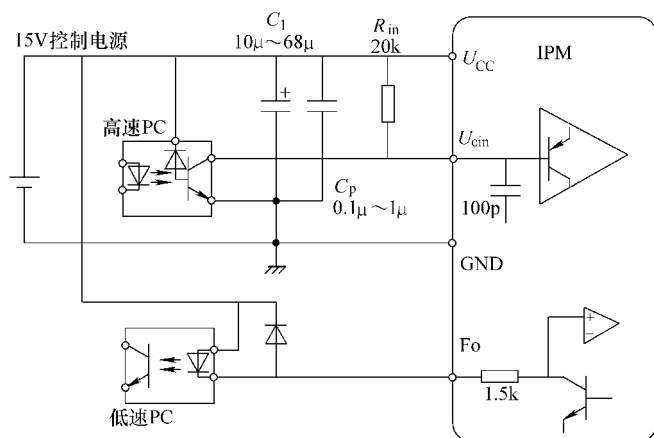 15V控制电源
C1
10μ～68μ
Rin
20k
IPM
UCC
高速PC
Ucin
Cp
0.1μ～1μ
100p
GND
Fo
1.5k
低速PC
+
+
−